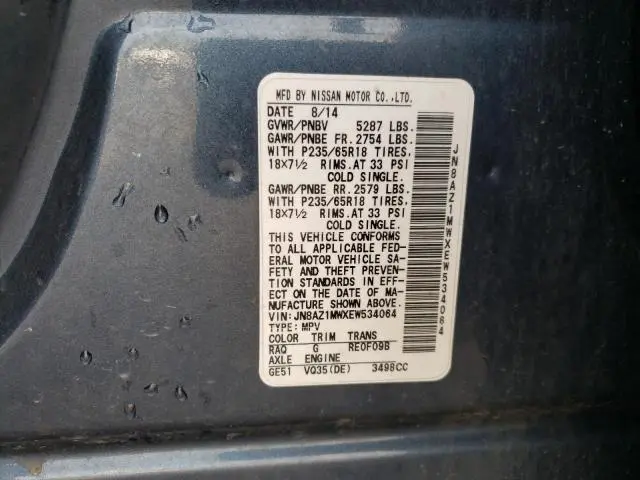 MFD BY NISSAN MOTOR CO.,LTD.
DATE 8/14
GVWR/PNBV 5287 LBS.
GAWR/PNBE FR. 2754 LBS.
WITH P235/65R18 TIRES,
18X7½ RIMS.AT 33 PSI
COLD SINGLE.
GAWR/PNBE RR. 2579 LBS.
WITH P235/65R18 TIRES,
18X7½ RIMS.AT 33 PSI
COLD SINGLE.
THIS VEHICLE CONFORMS
TO ALL APPLICABLE FED-
ERAL MOTOR VEHICLE SA-
FETY AND THEFT PREVEN-
TION STANDARDS IN EFF-
ECT ON THE DATE OF MA-
NUFACTURE SHOWN ABOVE.
VIN:JN8AZ1MWXEW534064
TYPE:MPV
COLOR TRIM TRANS
RAQ G RE0F09B
AXLE ENGINE
GE51 VQ35(DE) 3498CC
JN8AZ1MWXEW534064